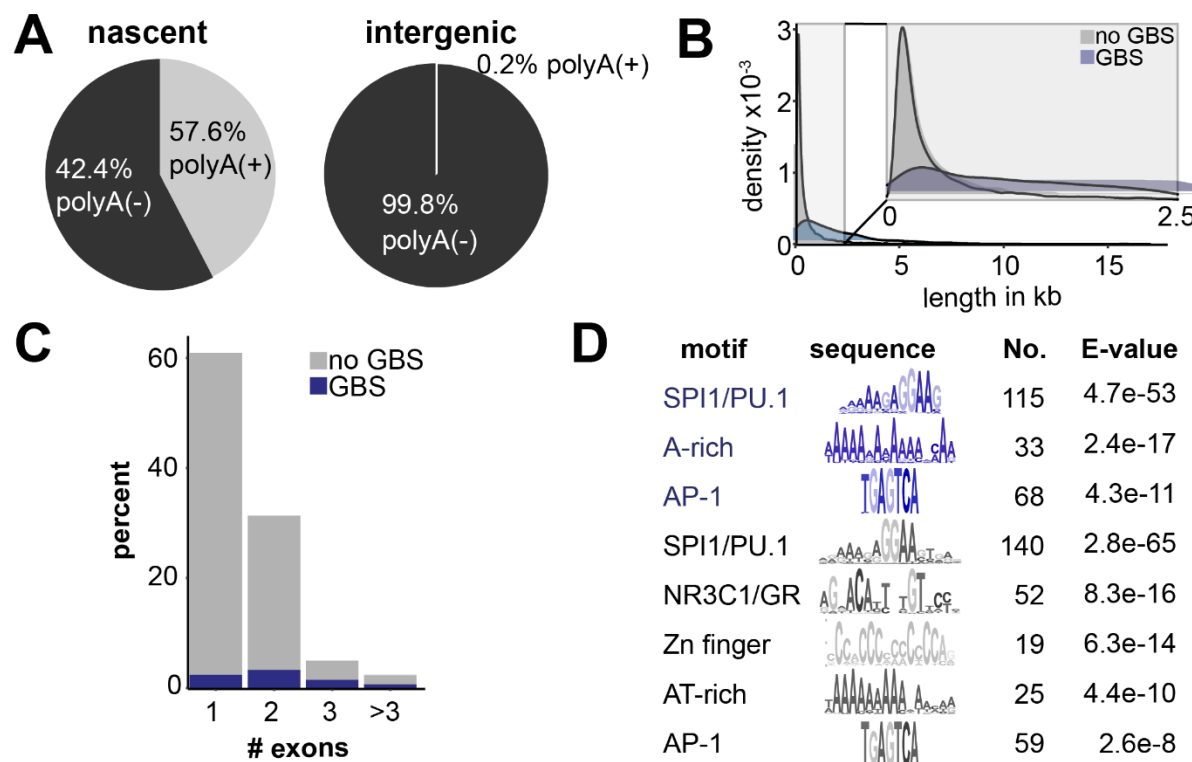 A
nascent
intergenic
0.2% polyA(+)
57.6%
polyA(+)
42.4%
polyA(-)
99.8%
polyA(-)
B
no GBS
GBS
3
2
1
0
density x10-3
0
2.5
0
5
10
15
length in kb
C
no GBS
GBS
60
40
20
0
percent
1 2 3 >3
# exons
D
motif sequence No. E-value
SPI1/PU.1 115 4.7e-53
A-rich 33 2.4e-17
AP-1 TGAGTCA 68 4.3e-11
SPI1/PU.1 140 2.8e-65
NR3C1/GR 52 8.3e-16
Zn finger 19 6.3e-14
AT-rich 25 4.4e-10
AP-1 TGAGTCA 59 2.6e-8